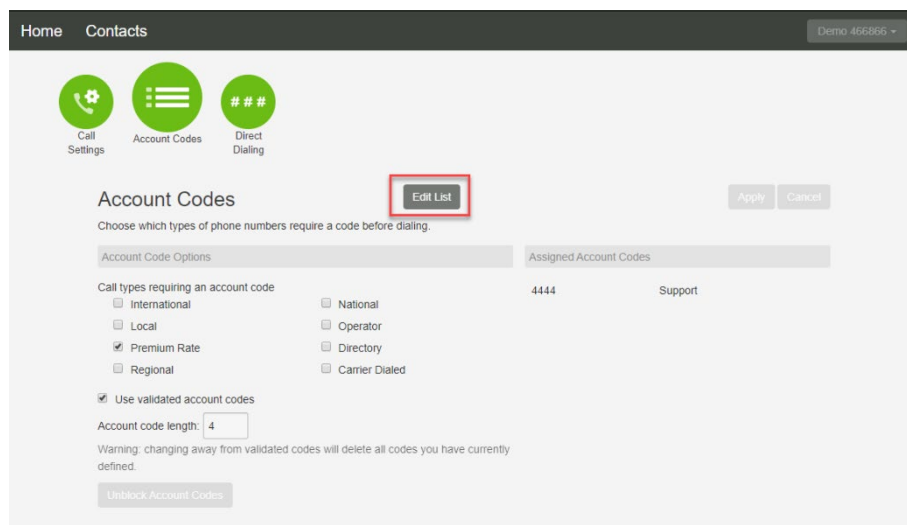 Home Contacts Demo 466866
###
Call Settings
Account Codes
Direct Dialing
Account Codes Edit List Apply Cancel
Choose which types of phone numbers require a code before dialing.
Account Code Options Assigned Account Codes
Call types requiring an account code 4444 Support
International National
Local Operator
Premium Rate Directory
Regional Carrier Dialed
Use validated account codes
Account code length: 4
Warning: changing away from validated codes will delete all codes you have currently
defined.
Unblock Account Codes